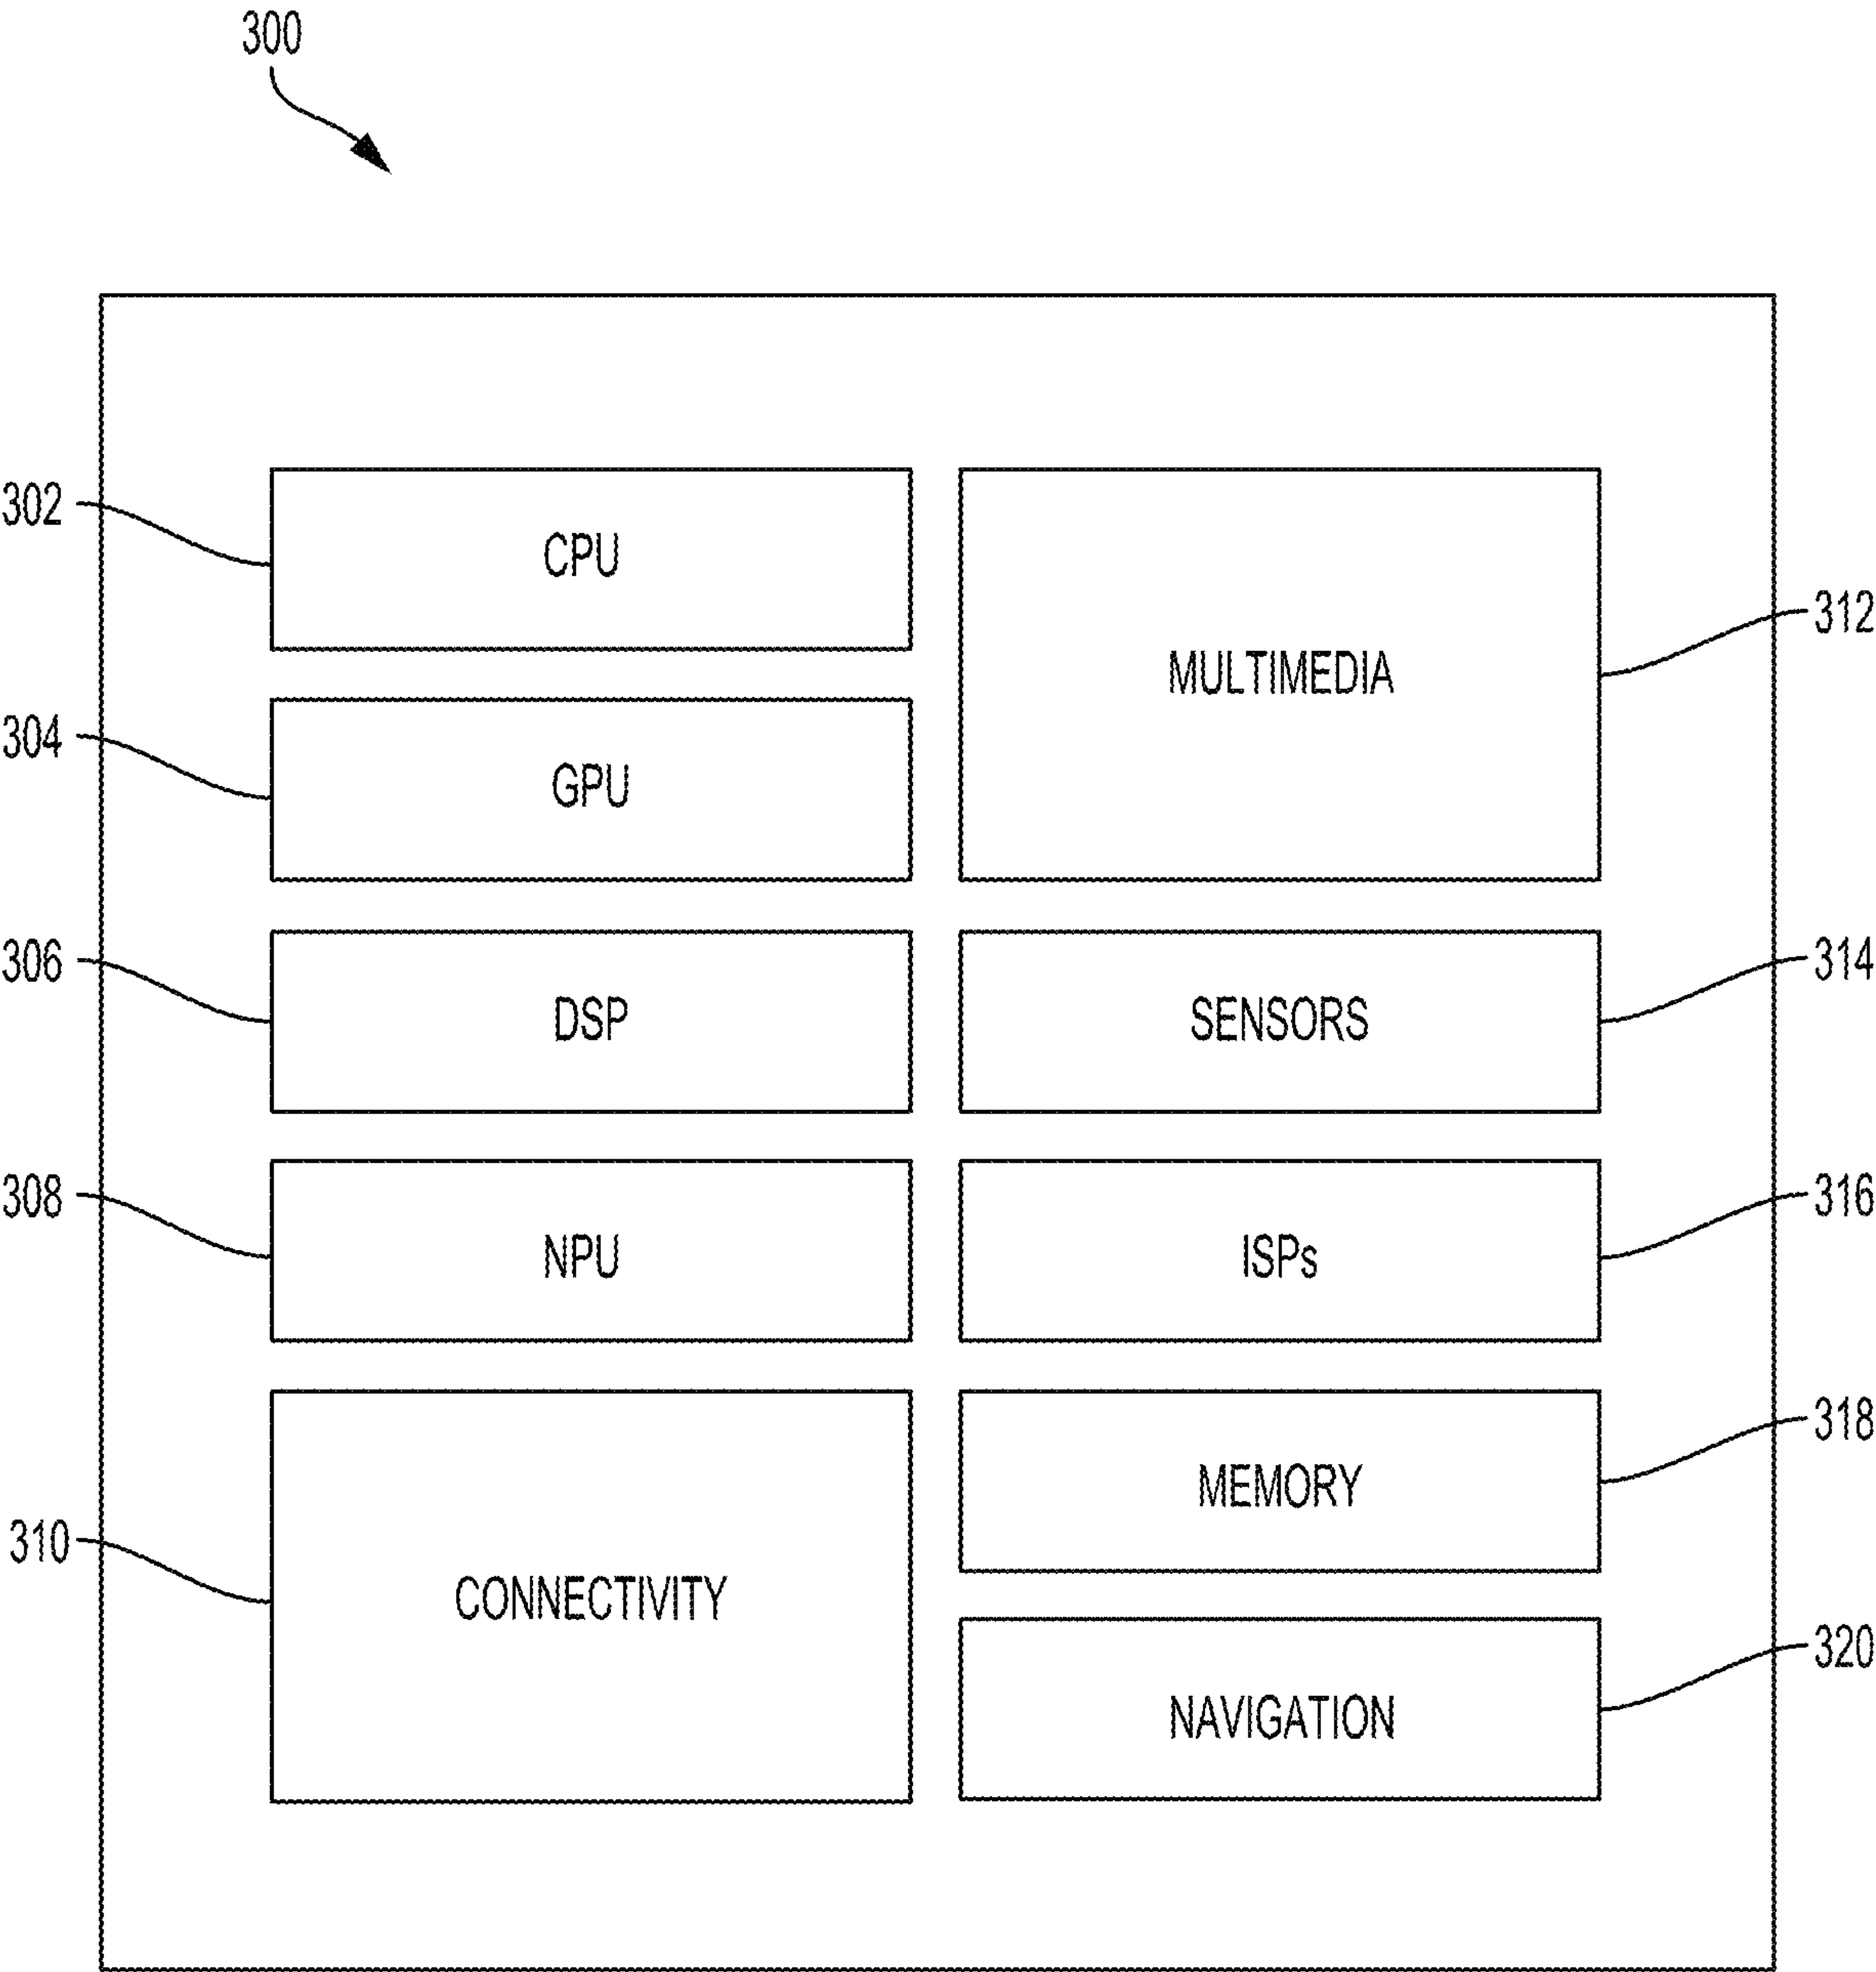 300
302
CPU
312
MULTIMEDIA
304
GPU
306
DSP
314
SENSORS
308
NPU
316
ISPs
318
MEMORY
310
CONNECTIVITY
320
NAVIGATION